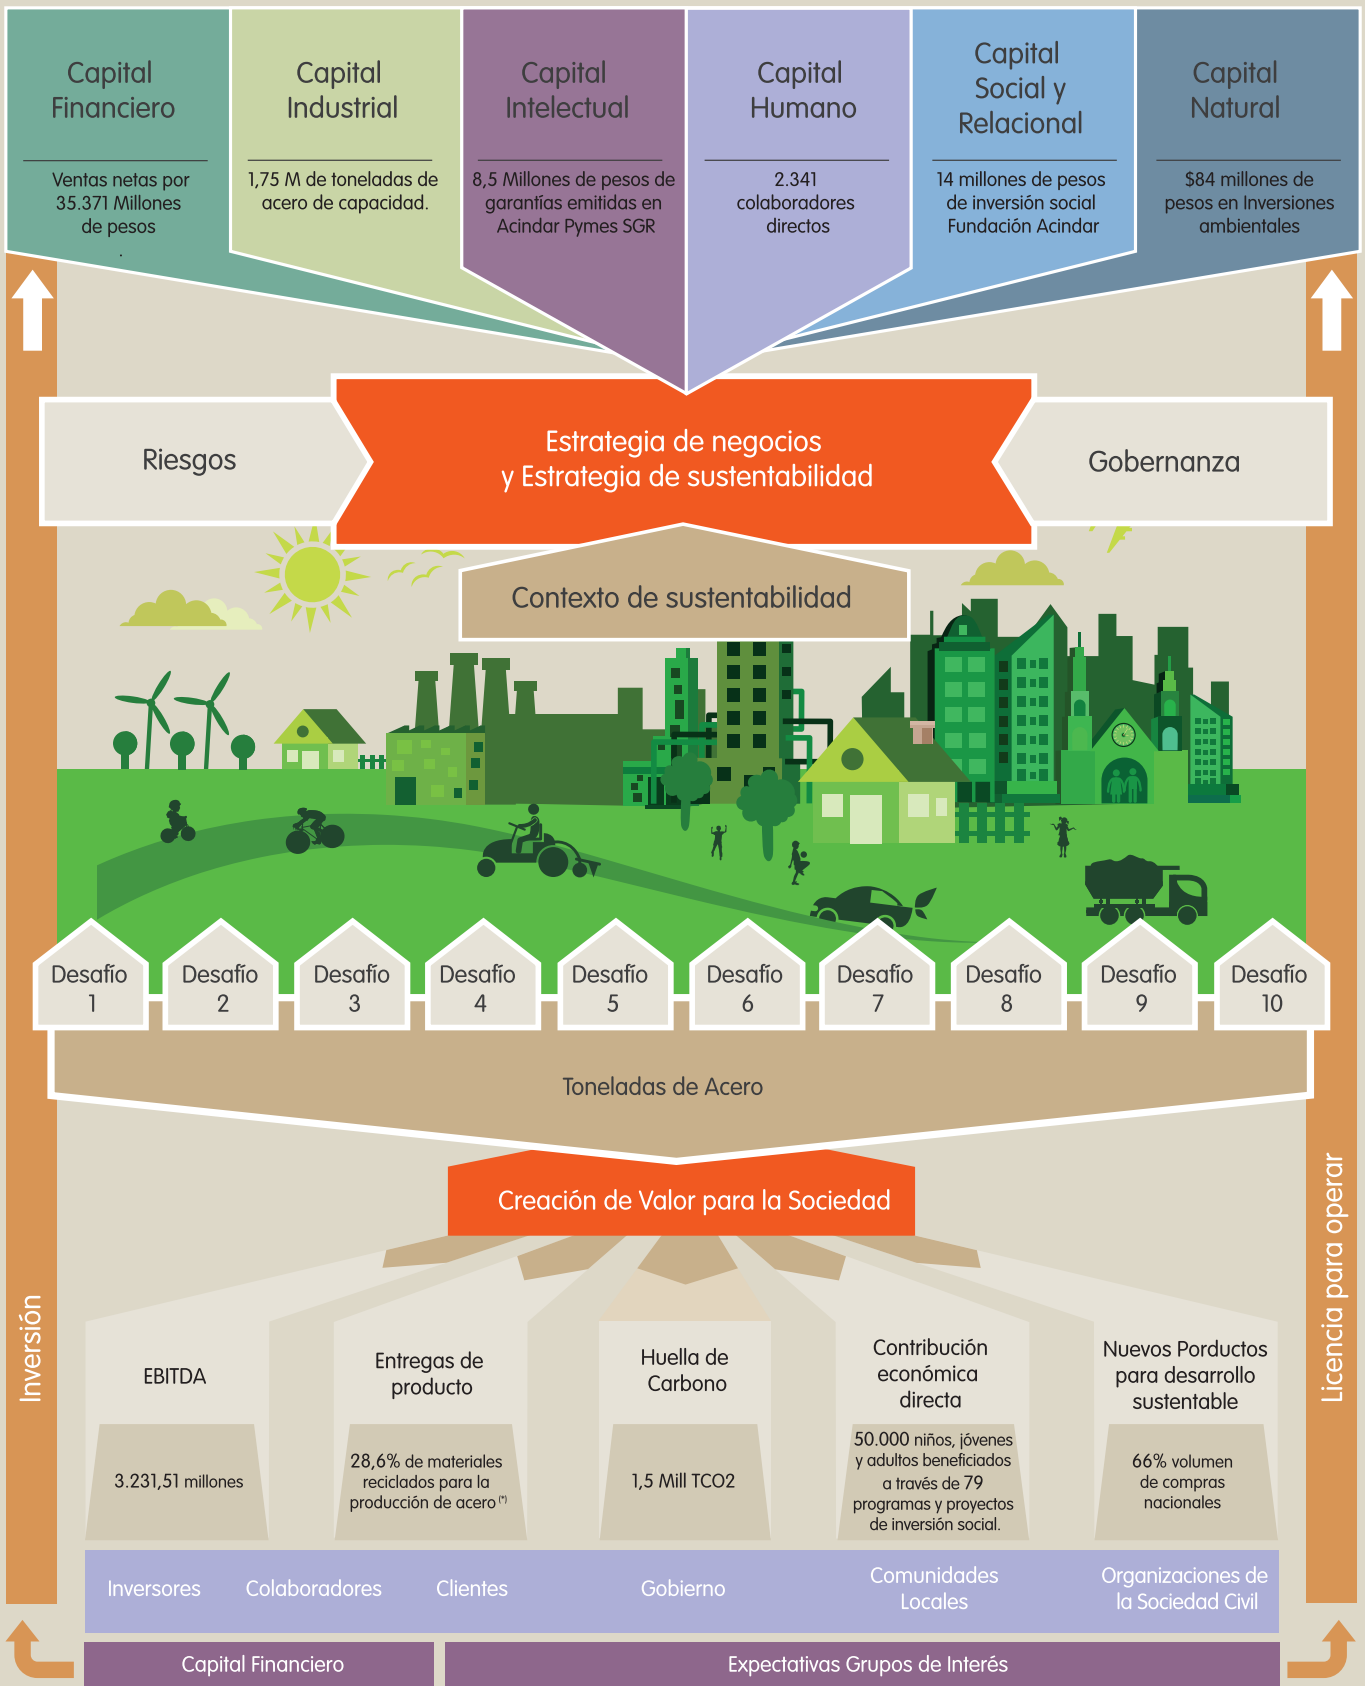 Capital
Financiero
Ventas netas por
35.371 Millones
de pesos
.
Capital
Industrial
1,75 M de toneladas de
acero de capacidad.
Capital
Intelectual
8,5 Millones de pesos de
garantías emitidas en
Acindar Pymes SGR
Capital
Humano
2.341
colaboradores
directos
Capital
Social y
Relacional
14 millones de pesos
de inversión social
Fundación Acindar
Capital
Natural
$84 millones de
pesos en Inversiones
ambientales
Riesgos
Estrategia de negocios
y Estrategia de sustentabilidad
Gobernanza
Contexto de sustentabilidad
Desafío
1
Desafío
2
Desafío
3
Desafío
4
Desafío
5
Desafío
6
Desafío
7
Desafío
8
Desafío
9
Desafío
10
Toneladas de Acero
Creación de Valor para la Sociedad
Inversión
Licencia para operar
EBITDA
3.231,51 millones
Entregas de
producto
28,6% de materiales
reciclados para la
producción de acero (*)
Huella de
Carbono
1,5 Mill TCO2
Contribución
económica
directa
50.000 niños, jóvenes
y adultos beneficiados
a través de 79
programas y proyectos
de inversión social.
Nuevos Porductos
para desarrollo
sustentable
66% volumen
de compras
nacionales
Inversores
Colaboradores
Clientes
Gobierno
Comunidades
Locales
Organizaciones de
la Sociedad Civil
Capital Financiero
Expectativas Grupos de Interés